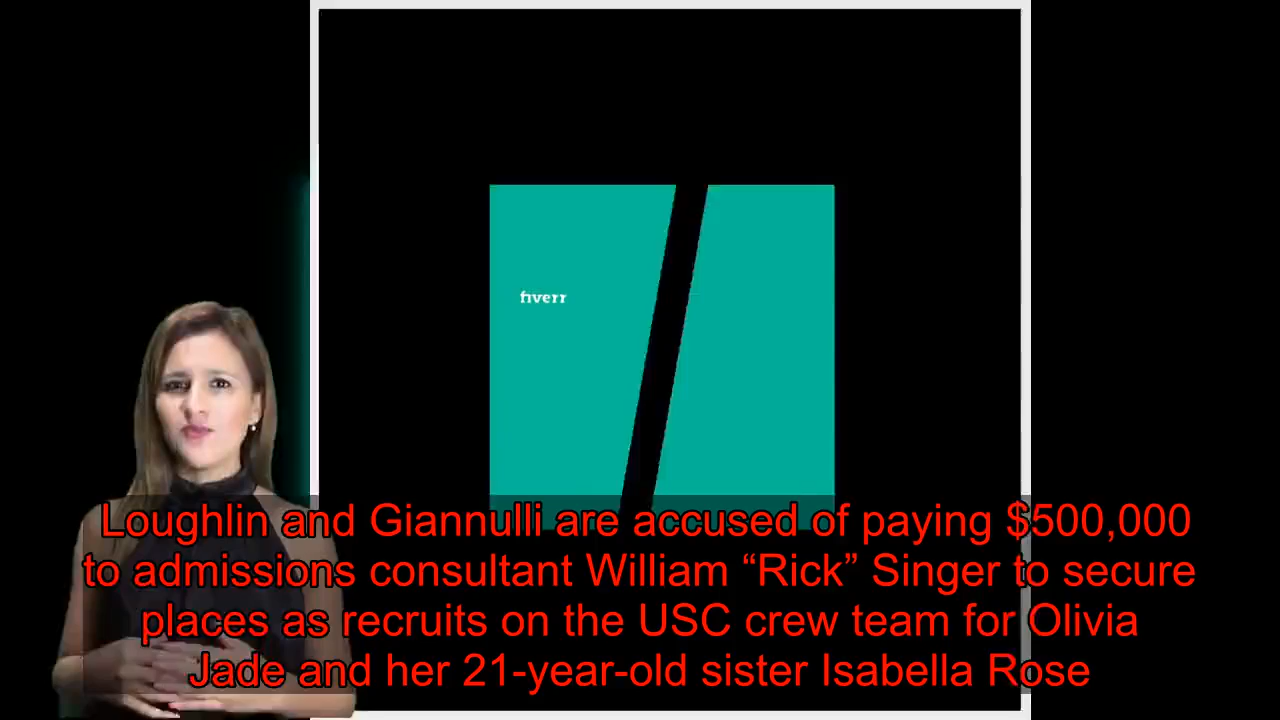 fiverr
Loughlin and Giannulli are accused of paying $500,000
to admissions consultant William “Rick” Singer to secure
places as recruits on the USC crew team for Olivia
Jade and her 21-year-old sister Isabella Rose